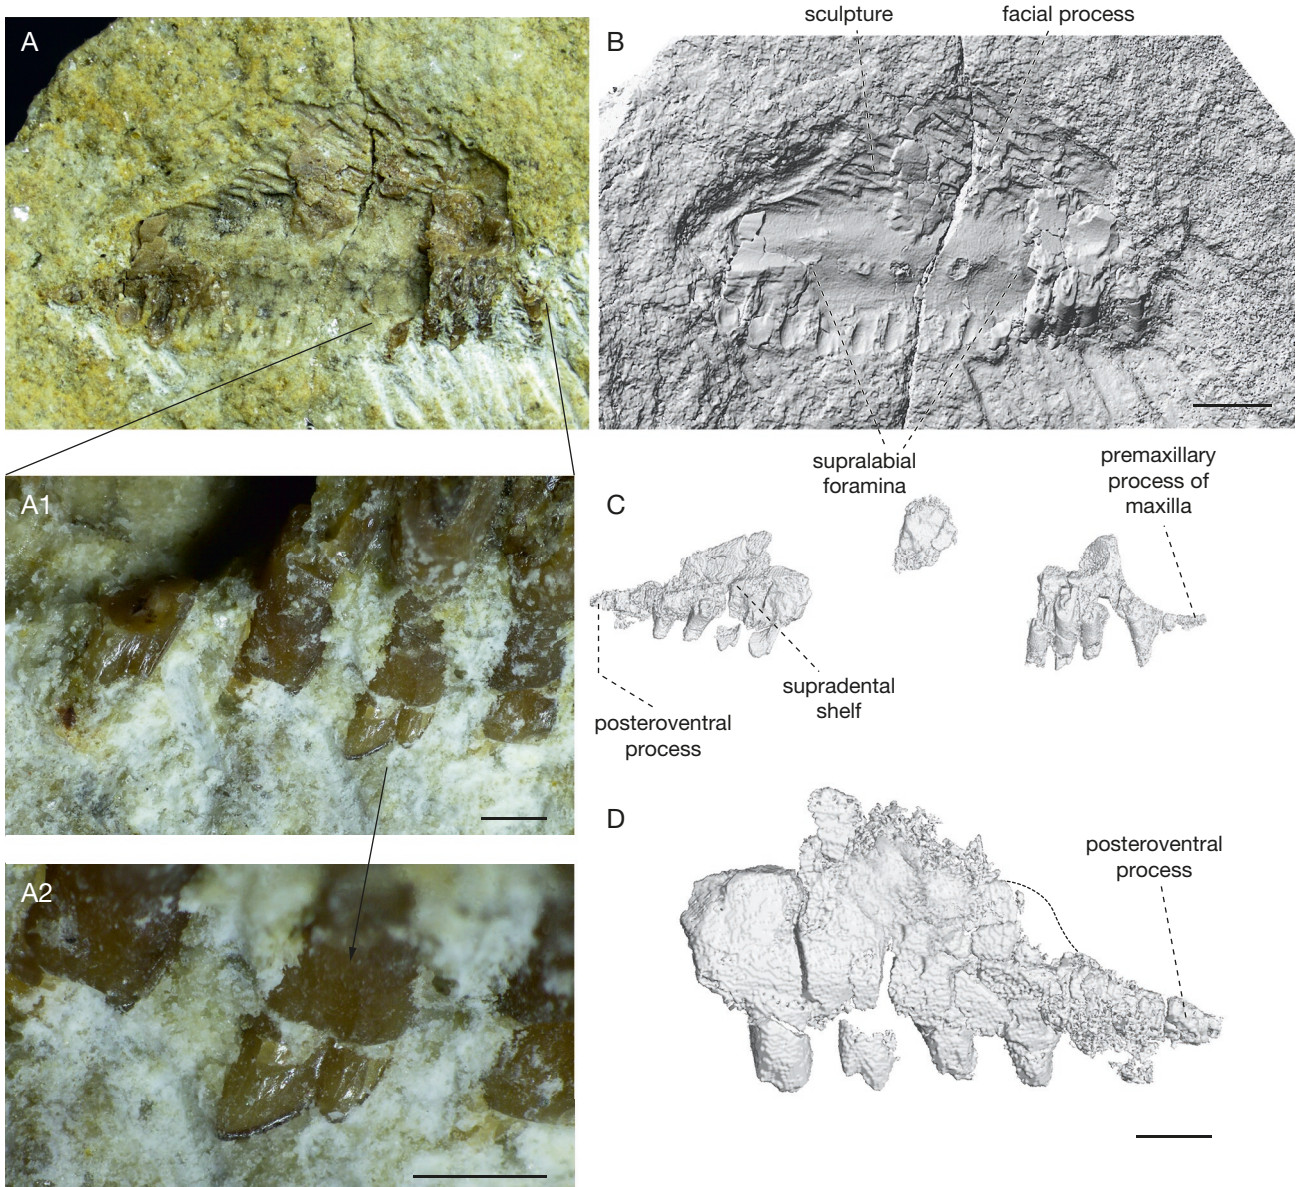 A
B
sculpture
facial process
supralabial
foramina
premaxillary
process of
maxilla
A1
C
supradental
shelf
posteroventral
process
A2
D
posteroventral
process